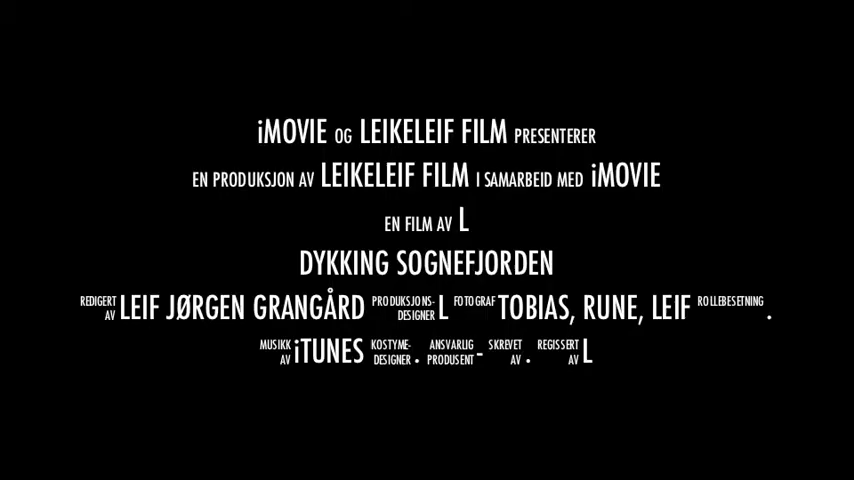 iMOVIE OG LEIKELEIF FILM PRESENTERER
EN PRODUKSJON AV LEIKELEIF FILM I SAMARBEID MED iMOVIE
EN FILM AV L
DYKKING SOGNEFJORDEN
REDIGERT AV LEIF JØRGEN GRANGÅRD PRODUKSJONS-DESIGNER L FOTOGRAF TOBIAS, RUNE, LEIF ROLLEBESETNING .
MUSIKK AV iTUNES KOSTYME-DESIGNER . ANSVARLIG PRODUSENT - SKREVET AV . REGISSERT AV L